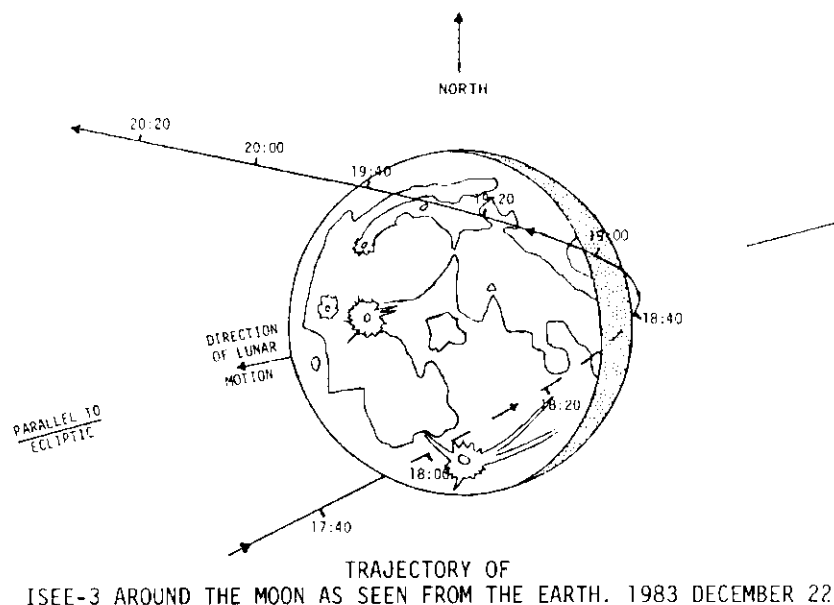 NORTH
20:20
20:00
19:40
19:20
19:00
18:40
DIRECTION
OF LUNAR
MOTION
PARALLEL TO
ECLIPTIC
18:20
18:00
17:40
TRAJECTORY OF
ISEE-3 AROUND THE MOON AS SEEN FROM THE EARTH. 1983 DECEMBER 22